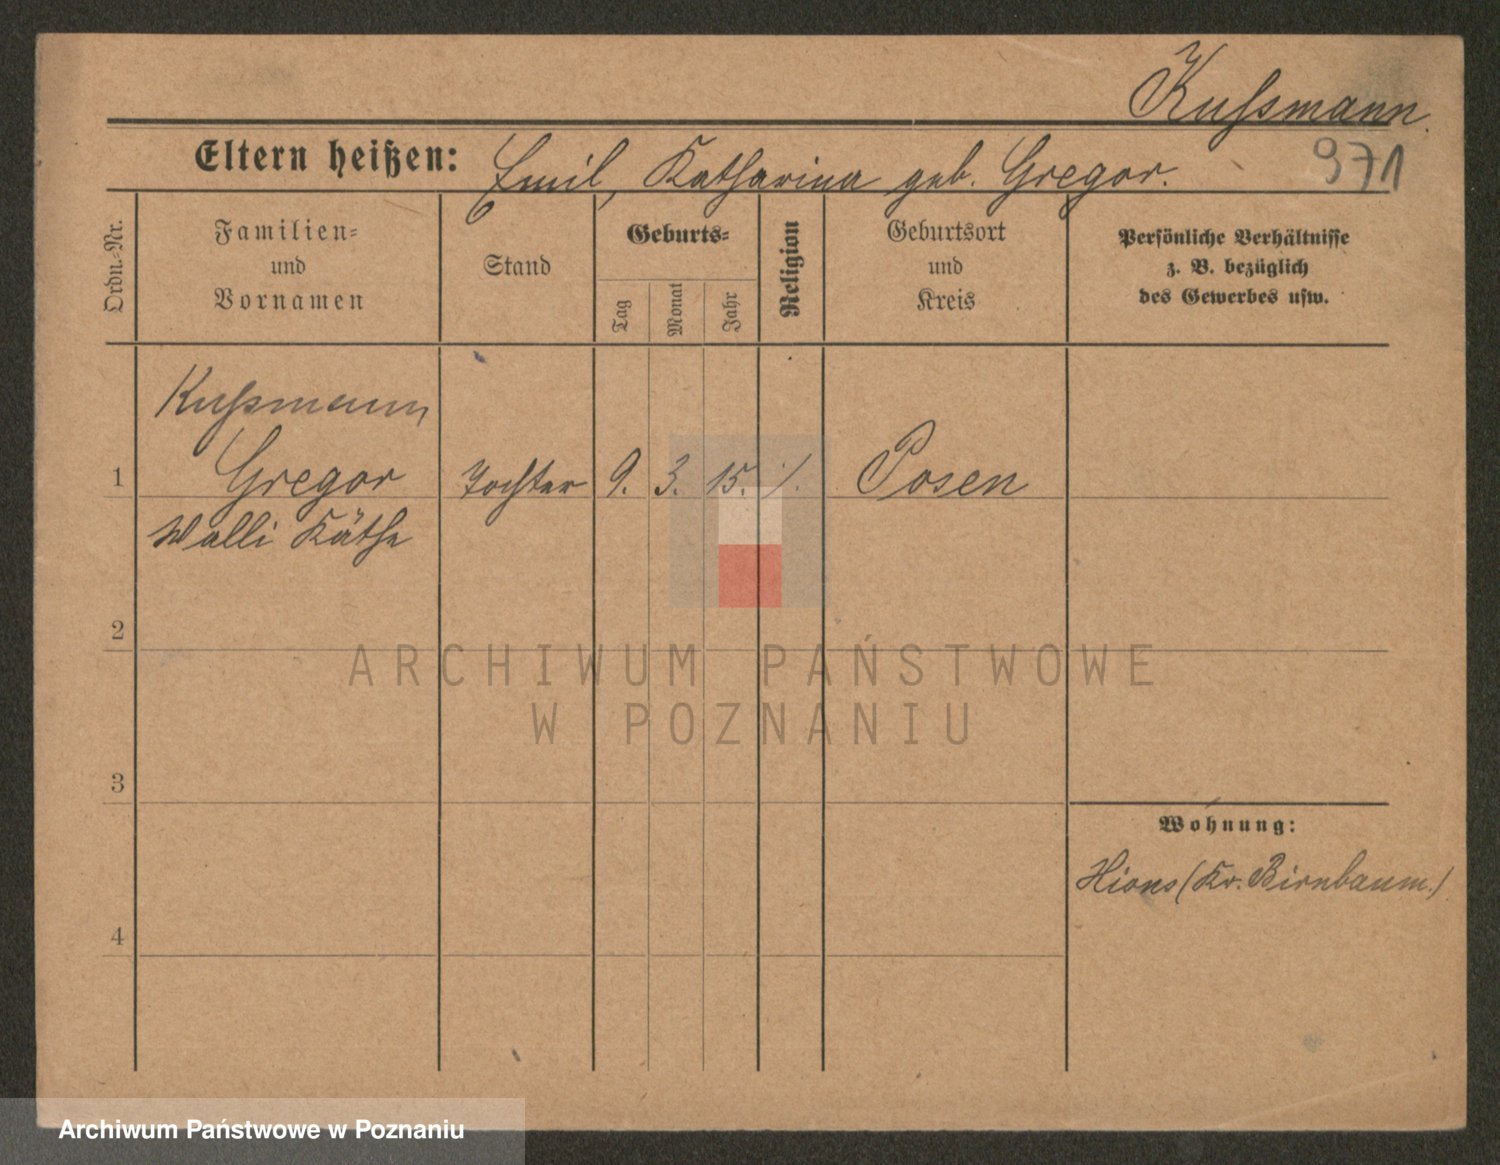 Kußmann.
971
Eltern heißen: Emil, Katharina geb. Gregor.
Ordn.-Nr.
Familien-
und
Vornamen
Stand
Geburts-
Tag
Monat
Jahr
Religion
Geburtsort
und
Kreis
Persönliche Verhältnisse
z. B. bezüglich
des Gewerbes usw.
Kußmann
1 Gregor Tochter 9. 3. 15. /. Posen
Walli Käthe
2
ARCHIWUM PAŃSTWOWE
W POZNANIU
3
Wohnung:
(Kr. Birnbaum.)
4
Archiwum Państwowe w Poznaniu